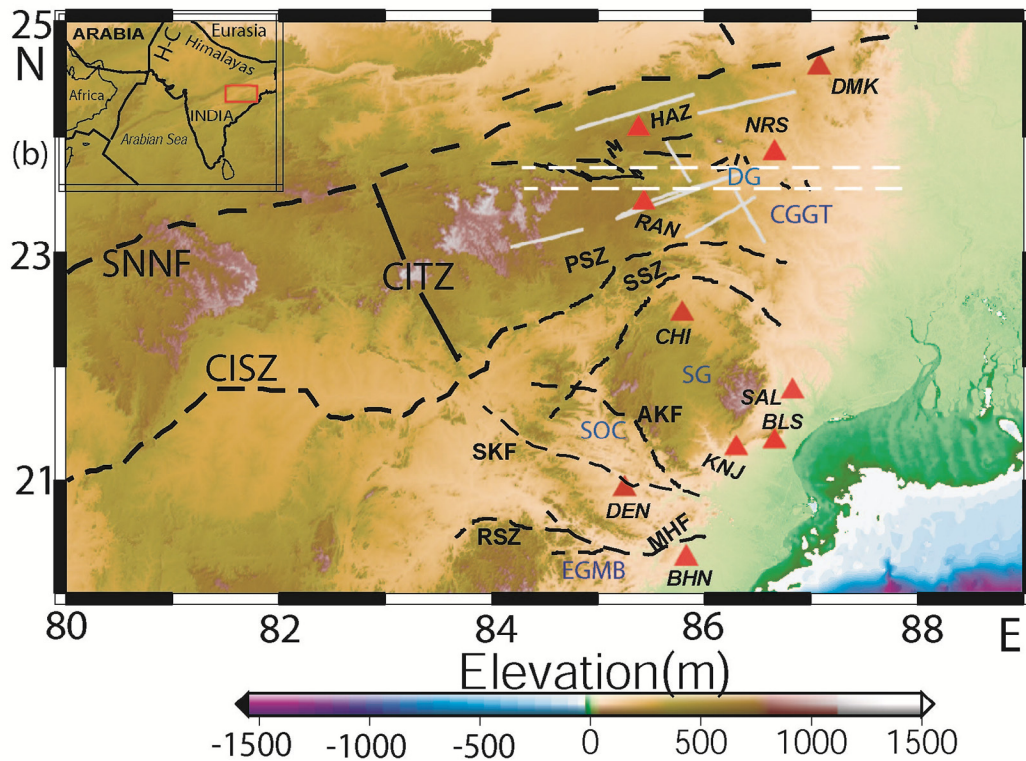 25
N
(b)
23
21
ARABIA
H-C
Eurasia
Himalayas
Africa
INDIA
Arabian Sea
DMK
HAZ
NRS
DG
CGGT
RAN
PSZ
SSZ
SNNF
CITZ
CHI
CISZ
SG
SAL
AKF
BLS
SOC
SKF
KNJ
DEN
RSZ
MHF
EGMB
BHN
80 82 84 86 88 E
Elevation(m)
-1500 -1000 -500 0 500 1000 1500